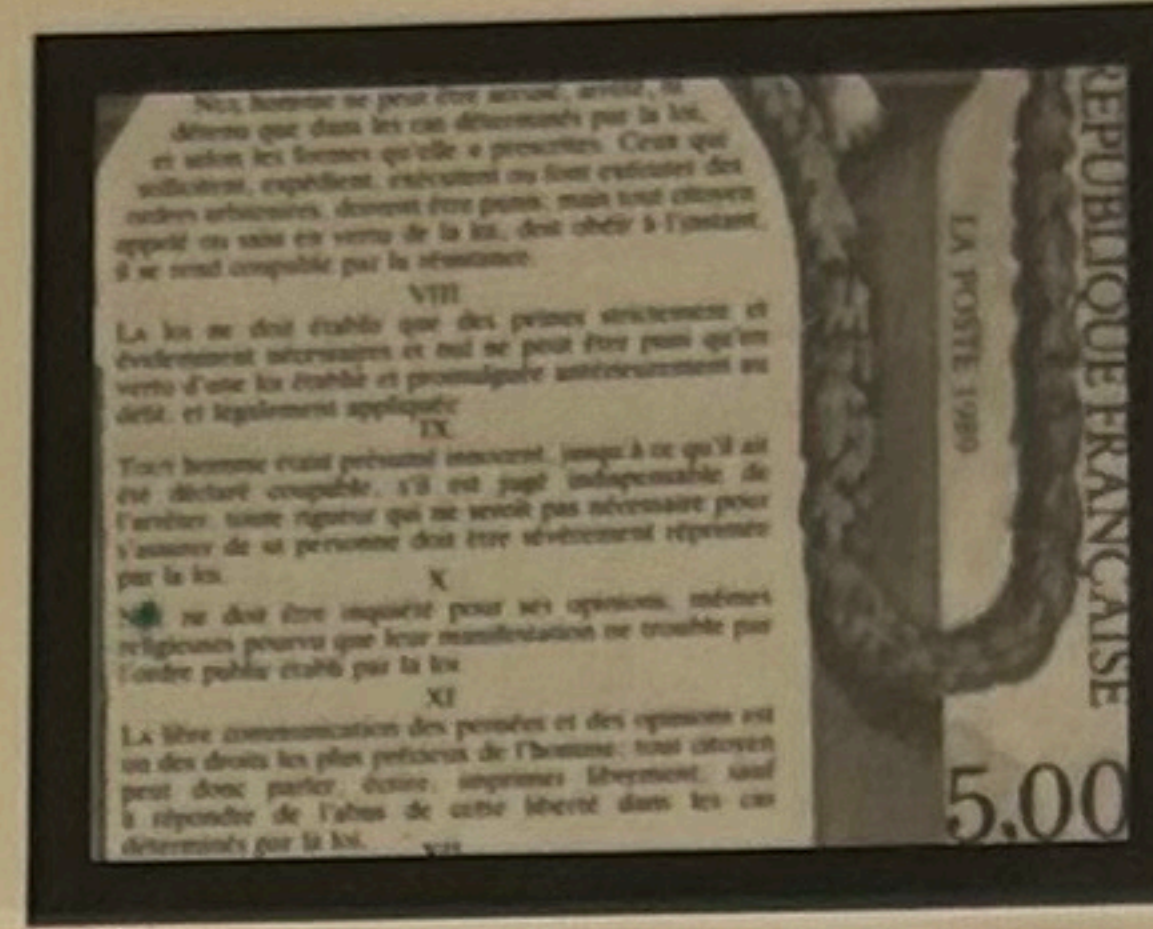 NUL homme ne peut être accusé, arrêté, ni
détenu que dans les cas déterminés par la loi,
et selon les formes qu'elle a prescrites. Ceux qui
sollicitent, expédient, exécutent ou font exécuter des
ordres arbitraires, doivent être punis; mais tout citoyen
appelé ou saisi en vertu de la loi, doit obéir à l'instant,
il se rend coupable par la résistance.
VIII
LA loi ne doit établir que des peines strictement et
évidemment nécessaires et nul ne peut être puni qu'en
vertu d'une loi établie et promulguée antérieurement au
délit, et légalement appliquée
IX
TOUT homme étant présumé innocent, jusqu'à ce qu'il ait
été déclaré coupable, s'il est jugé indispensable de
l'arrêter, toute rigueur qui ne seroit pas nécessaire pour
s'assurer de sa personne doit être sévèrement réprimée
par la loi.
X
ne doit être inquiété pour ses opinions, mêmes
religieuses pourvu que leur manifestation ne trouble pas
l'ordre public établi par la loi
XI
LA libre communication des pensées et des opinions est
un des droits les plus précieux de l'homme; tout citoyen
peut donc parler, écrire, imprimer librement, sauf
à répondre de l'abus de cette liberté dans les cas
déterminés par la loi.
REPUBLIQUE FRANÇAISE
LA POSTE 1989
5,00